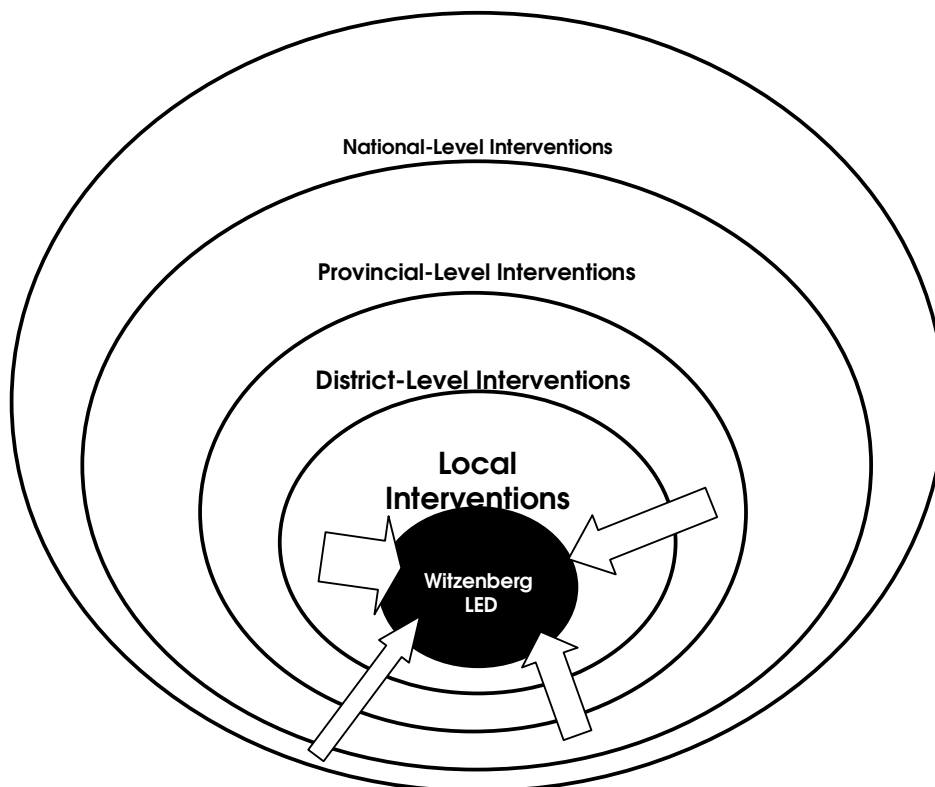 National-Level Interventions
Provincial-Level Interventions
District-Level Interventions
Local
Interventions
Witzenberg
LED